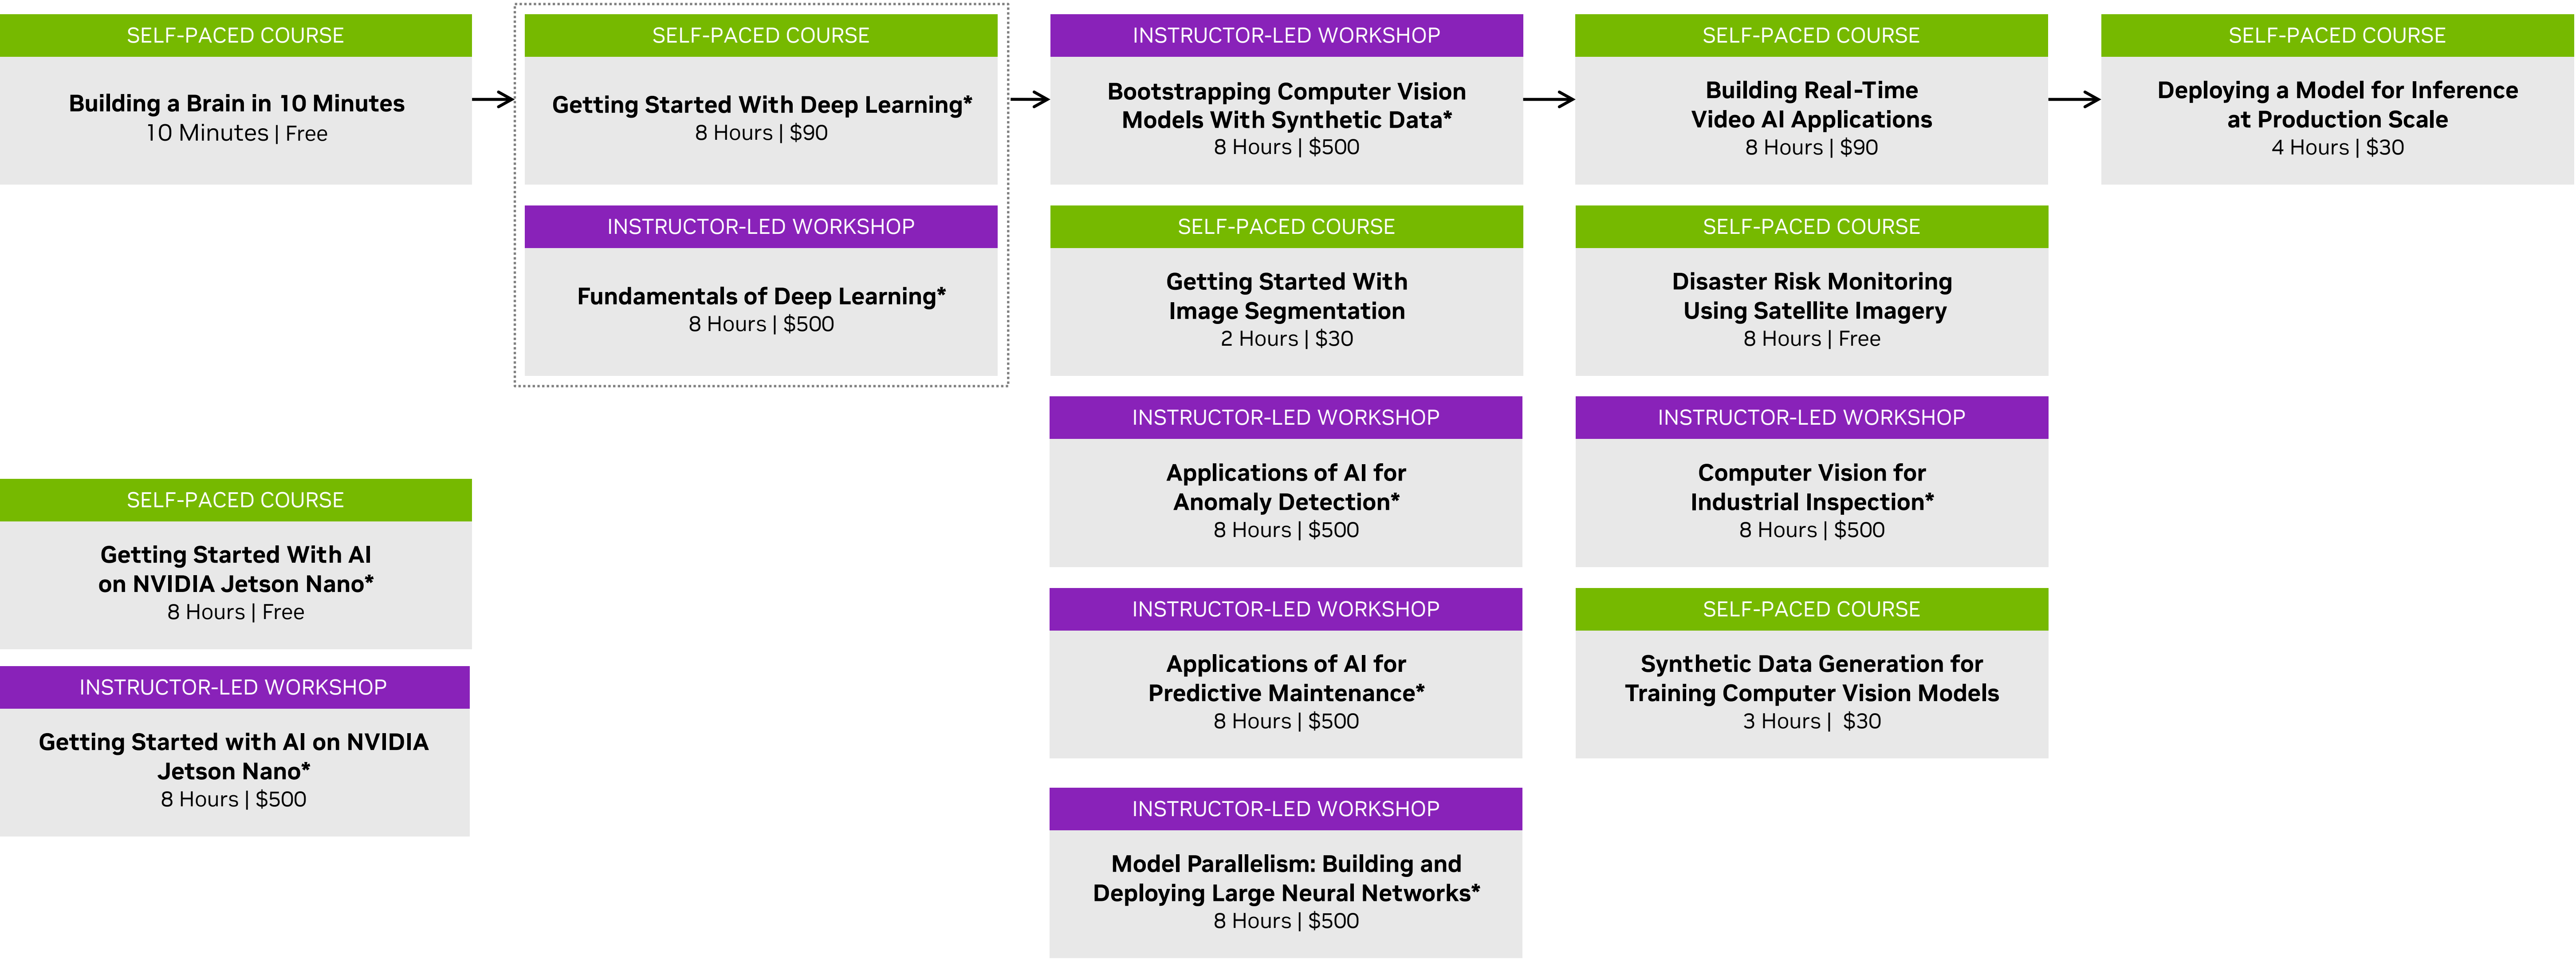 SELF-PACED COURSE
Building a Brain in 10 Minutes
10 Minutes | Free
SELF-PACED COURSE
Getting Started With Deep Learning*
8 Hours | $90
INSTRUCTOR-LED WORKSHOP
Bootstrapping Computer Vision
Models With Synthetic Data*
8 Hours | $500
SELF-PACED COURSE
Building Real-Time
Video AI Applications
8 Hours | $90
SELF-PACED COURSE
Deploying a Model for Inference
at Production Scale
4 Hours | $30
INSTRUCTOR-LED WORKSHOP
Fundamentals of Deep Learning*
8 Hours | $500
SELF-PACED COURSE
Getting Started With
Image Segmentation
2 Hours | $30
SELF-PACED COURSE
Disaster Risk Monitoring
Using Satellite Imagery
8 Hours | Free
INSTRUCTOR-LED WORKSHOP
Applications of AI for
Anomaly Detection*
8 Hours | $500
INSTRUCTOR-LED WORKSHOP
Computer Vision for
Industrial Inspection*
8 Hours | $500
SELF-PACED COURSE
Getting Started With AI
on NVIDIA Jetson Nano*
8 Hours | Free
INSTRUCTOR-LED WORKSHOP
Applications of AI for
Predictive Maintenance*
8 Hours | $500
SELF-PACED COURSE
Synthetic Data Generation for
Training Computer Vision Models
3 Hours | $30
INSTRUCTOR-LED WORKSHOP
Getting Started with AI on NVIDIA
Jetson Nano*
8 Hours | $500
INSTRUCTOR-LED WORKSHOP
Model Parallelism: Building and
Deploying Large Neural Networks*
8 Hours | $500